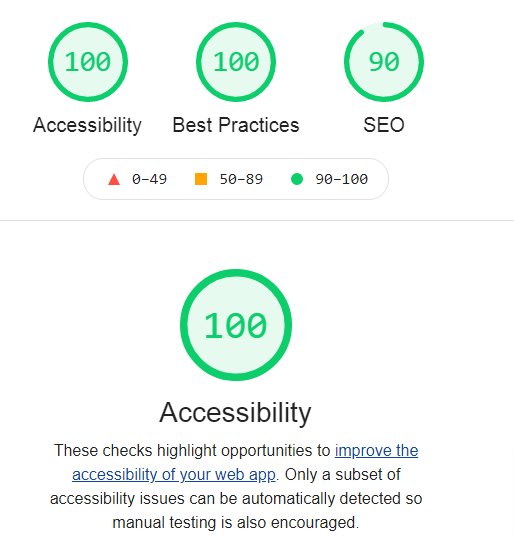 100 100 90
Accessibility Best Practices SEO
0–49 50–89 90–100
100
Accessibility
These checks highlight opportunities to improve the
accessibility of your web app. Only a subset of
accessibility issues can be automatically detected so
manual testing is also encouraged.